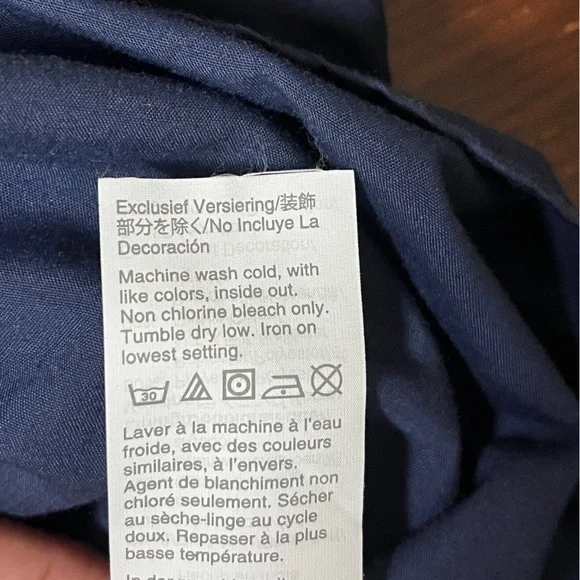 Exclusief Versiering/装飾
部分を除く/No Incluye La
Decoración
Machine wash cold, with
like colors, inside out.
Non chlorine bleach only.
Tumble dry low. Iron on
lowest setting.
30
Laver à la machine à l'eau
froide, avec des couleurs
similaires, à l'envers.
Agent de blanchiment non
chloré seulement. Sécher
au sèche-linge au cycle
doux. Repasser à la plus
basse température.
In der